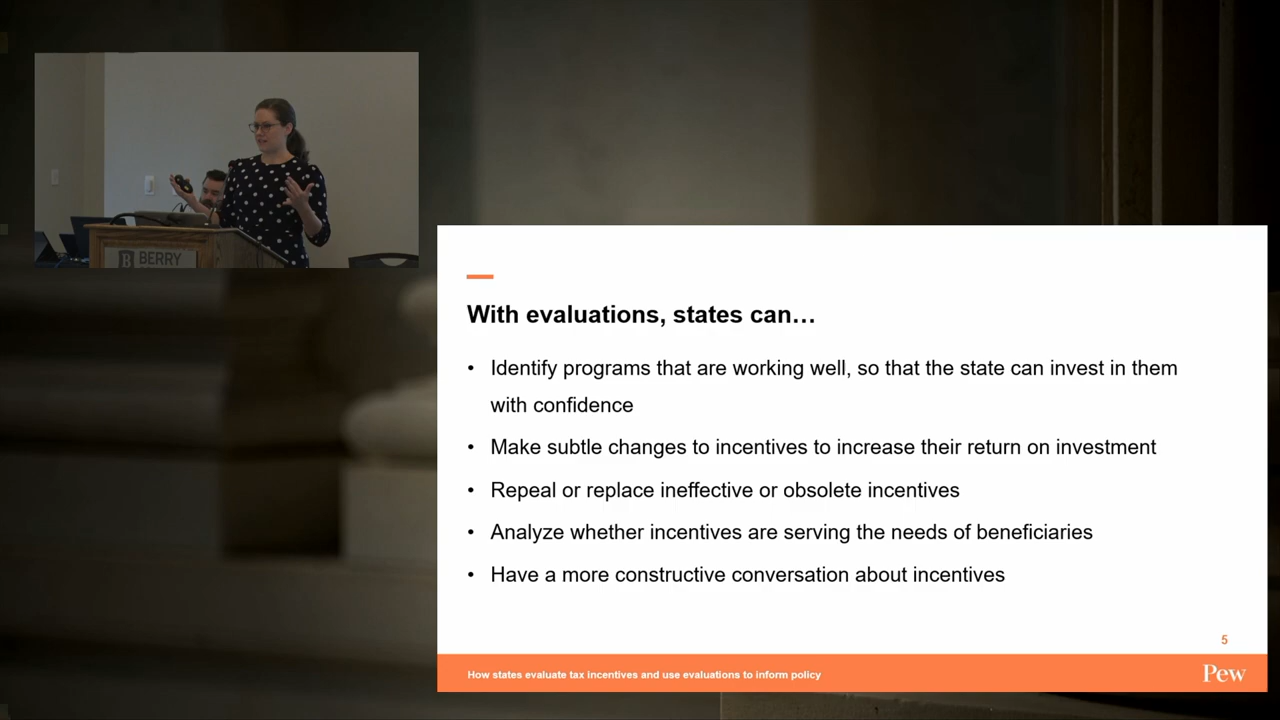 B BERRY
With evaluations, states can…
• Identify programs that are working well, so that the state can invest in them
with confidence
• Make subtle changes to incentives to increase their return on investment
• Repeal or replace ineffective or obsolete incentives
• Analyze whether incentives are serving the needs of beneficiaries
• Have a more constructive conversation about incentives
5
How states evaluate tax incentives and use evaluations to inform policy
Pew